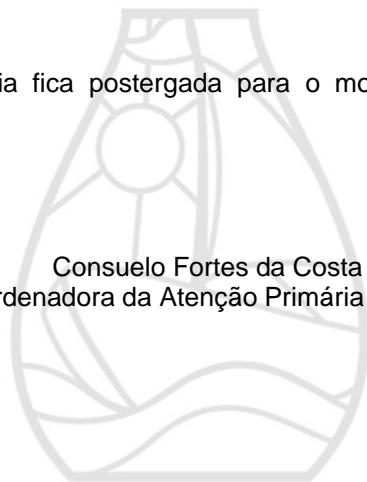 ia fica postergada para o mo
Consuelo Fortes da Costa
rdenadora da Atenção Primária